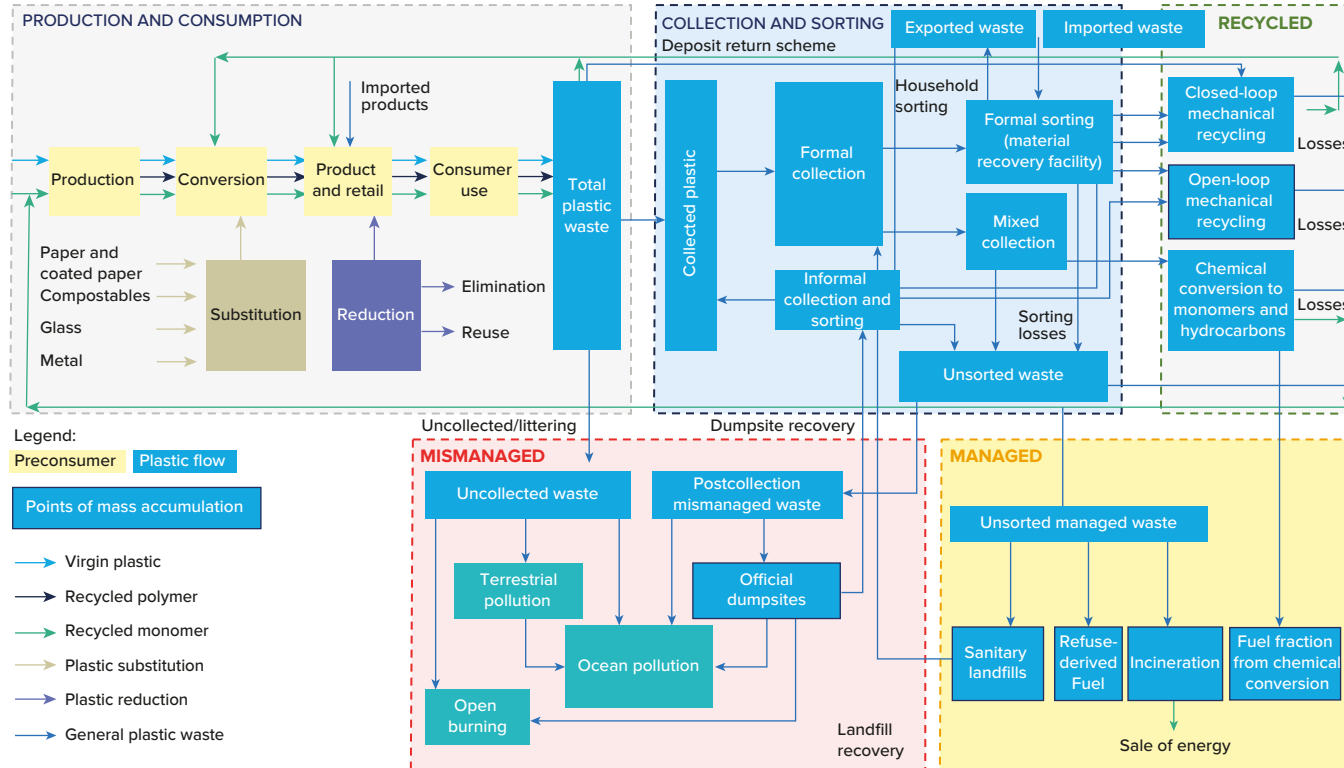 PRODUCTION AND CONSUMPTION
Imported
products
Production
Conversion
Product
and retail
Consumer
use
Total
plastic
waste
Paper and
coated paper
Compostables
Glass
Metal
Substitution
Reduction
Elimination
Reuse
COLLECTION AND SORTING
Deposit return scheme
Exported waste
Imported waste
Household
sorting
Collected plastic
Formal
collection
Formal sorting
(material
recovery facility)
Mixed
collection
Informal
collection and
sorting
Sorting
losses
Unsorted waste
RECYCLED
Closed-loop
mechanical
recycling
Losses
Open-loop
mechanical
recycling
Losses
Chemical
conversion to
monomers and
hydrocarbons
Losses
Legend:
Preconsumer
Plastic flow
Points of mass accumulation
Virgin plastic
Recycled polymer
Recycled monomer
Plastic substitution
Plastic reduction
General plastic waste
Uncollected/littering
Dumpsite recovery
MISMANAGED
Uncollected waste
Postcollection
mismanaged waste
Terrestrial
pollution
Official
dumpsites
Ocean pollution
Open
burning
Landfill
recovery
MANAGED
Unsorted managed waste
Sanitary
landfills
Refuse-
derived
Fuel
Incineration
Fuel fraction
from chemical
conversion
Sale of energy